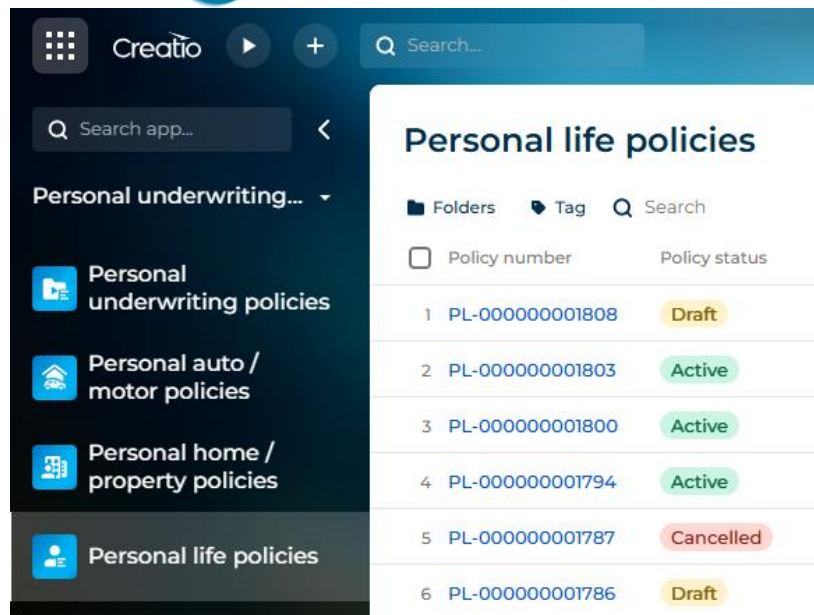 Creatio
Search...
Search app...
Personal underwriting...
Personal
underwriting policies
Personal auto /
motor policies
Personal home /
property policies
Personal life policies
Personal life policies
Folders Tag Search
Policy number Policy status
1 PL-000000001808 Draft
2 PL-000000001803 Active
3 PL-000000001800 Active
4 PL-000000001794 Active
5 PL-000000001787 Cancelled
6 PL-000000001786 Draft